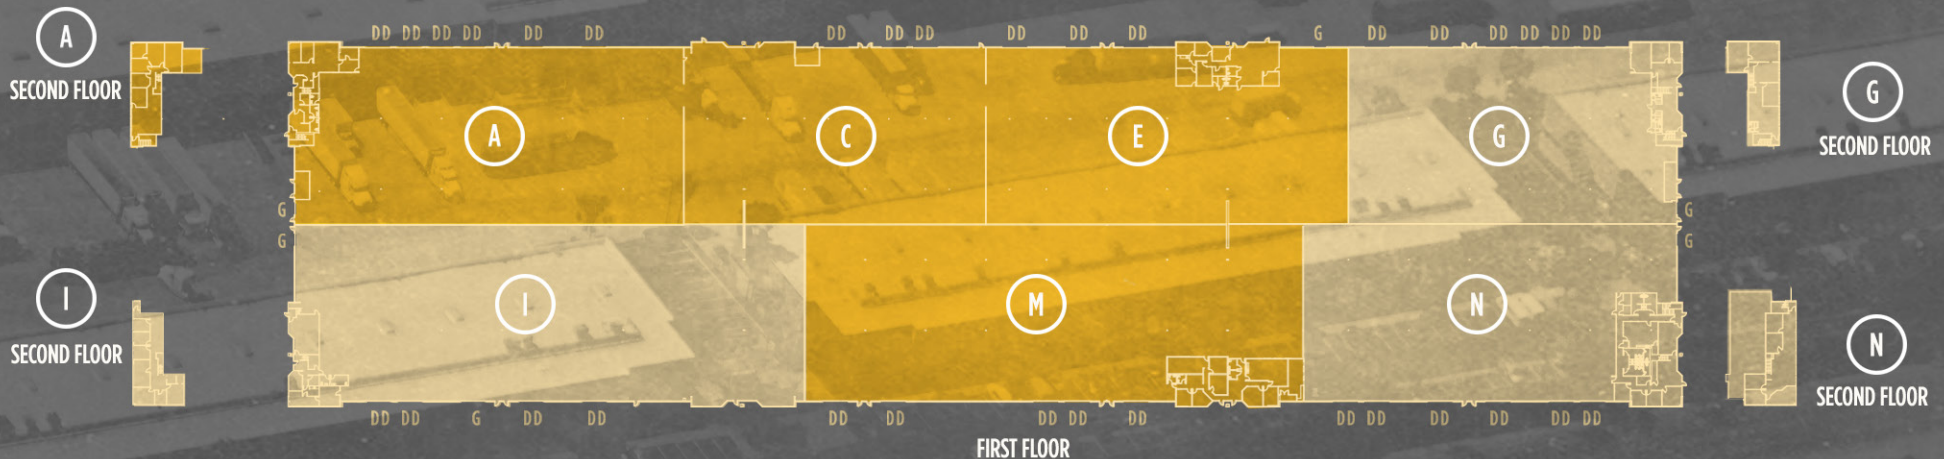 DD DD DD DD DD DD DD DD DD DD DD DD G DD DD DD DD DD DD
A
SECOND FLOOR
A C E G
G
SECOND FLOOR
G G
G G
I
SECOND FLOOR
I M N
N
SECOND FLOOR
DD DD G DD DD DD DD DD DD DD DD DD DD DD DD DD
FIRST FLOOR